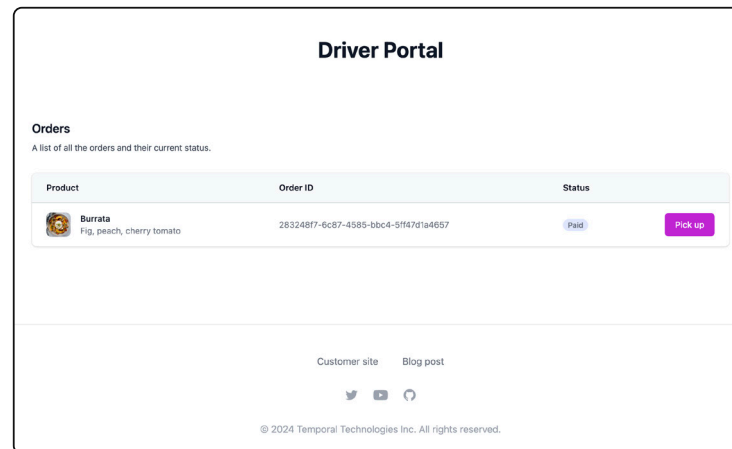 Driver Portal
Orders
A list of all the orders and their current status.
Product Order ID Status
Burrata
Fig, peach, cherry tomato
283248f7-6c87-4585-bbc4-5ff47d1a4657
Paid
Pick up
Customer site Blog post
© 2024 Temporal Technologies Inc. All rights reserved.